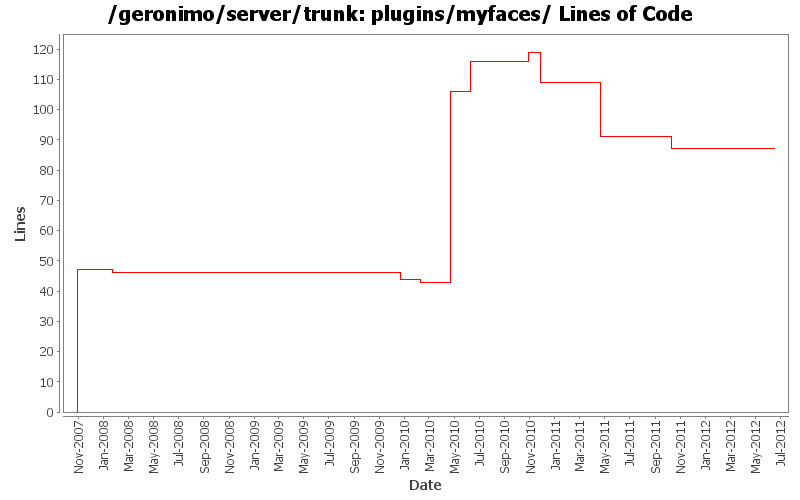 /geronimo/server/trunk: plugins/myfaces/ Lines of Code
120
110
100
90
80
70
60
50
40
30
20
10
0
Lines
Nov-2007
Jan-2008
Mar-2008
May-2008
Jul-2008
Sep-2008
Nov-2008
Jan-2009
Mar-2009
May-2009
Jul-2009
Sep-2009
Nov-2009
Jan-2010
Mar-2010
May-2010
Jul-2010
Sep-2010
Nov-2010
Jan-2011
Mar-2011
May-2011
Jul-2011
Sep-2011
Nov-2011
Jan-2012
Mar-2012
May-2012
Jul-2012
Date